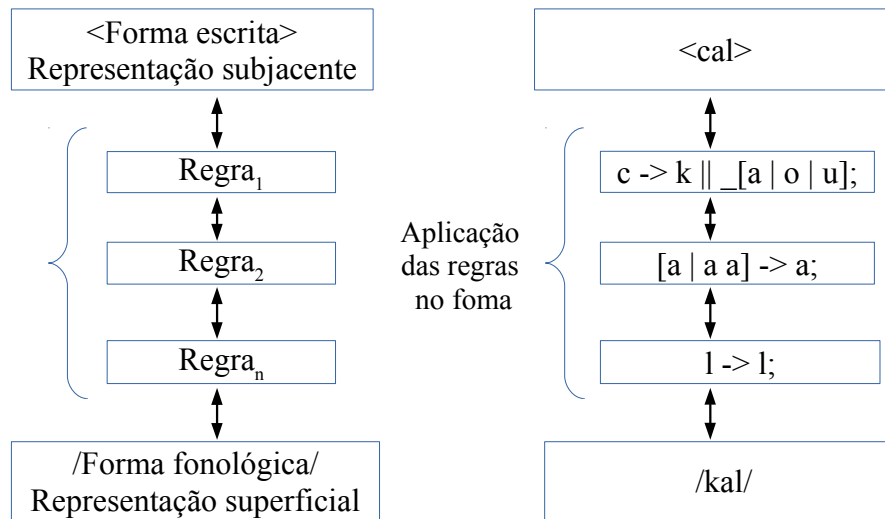 <Forma escrita>
Representação subjacente
Regra₁
Regra₂
Regraₙ
/Forma fonológica/
Representação superficial
Aplicação
das regras
no foma
<cal>
c -> k || _[a | o | u];
[a | a a] -> a;
l -> l;
/kal/